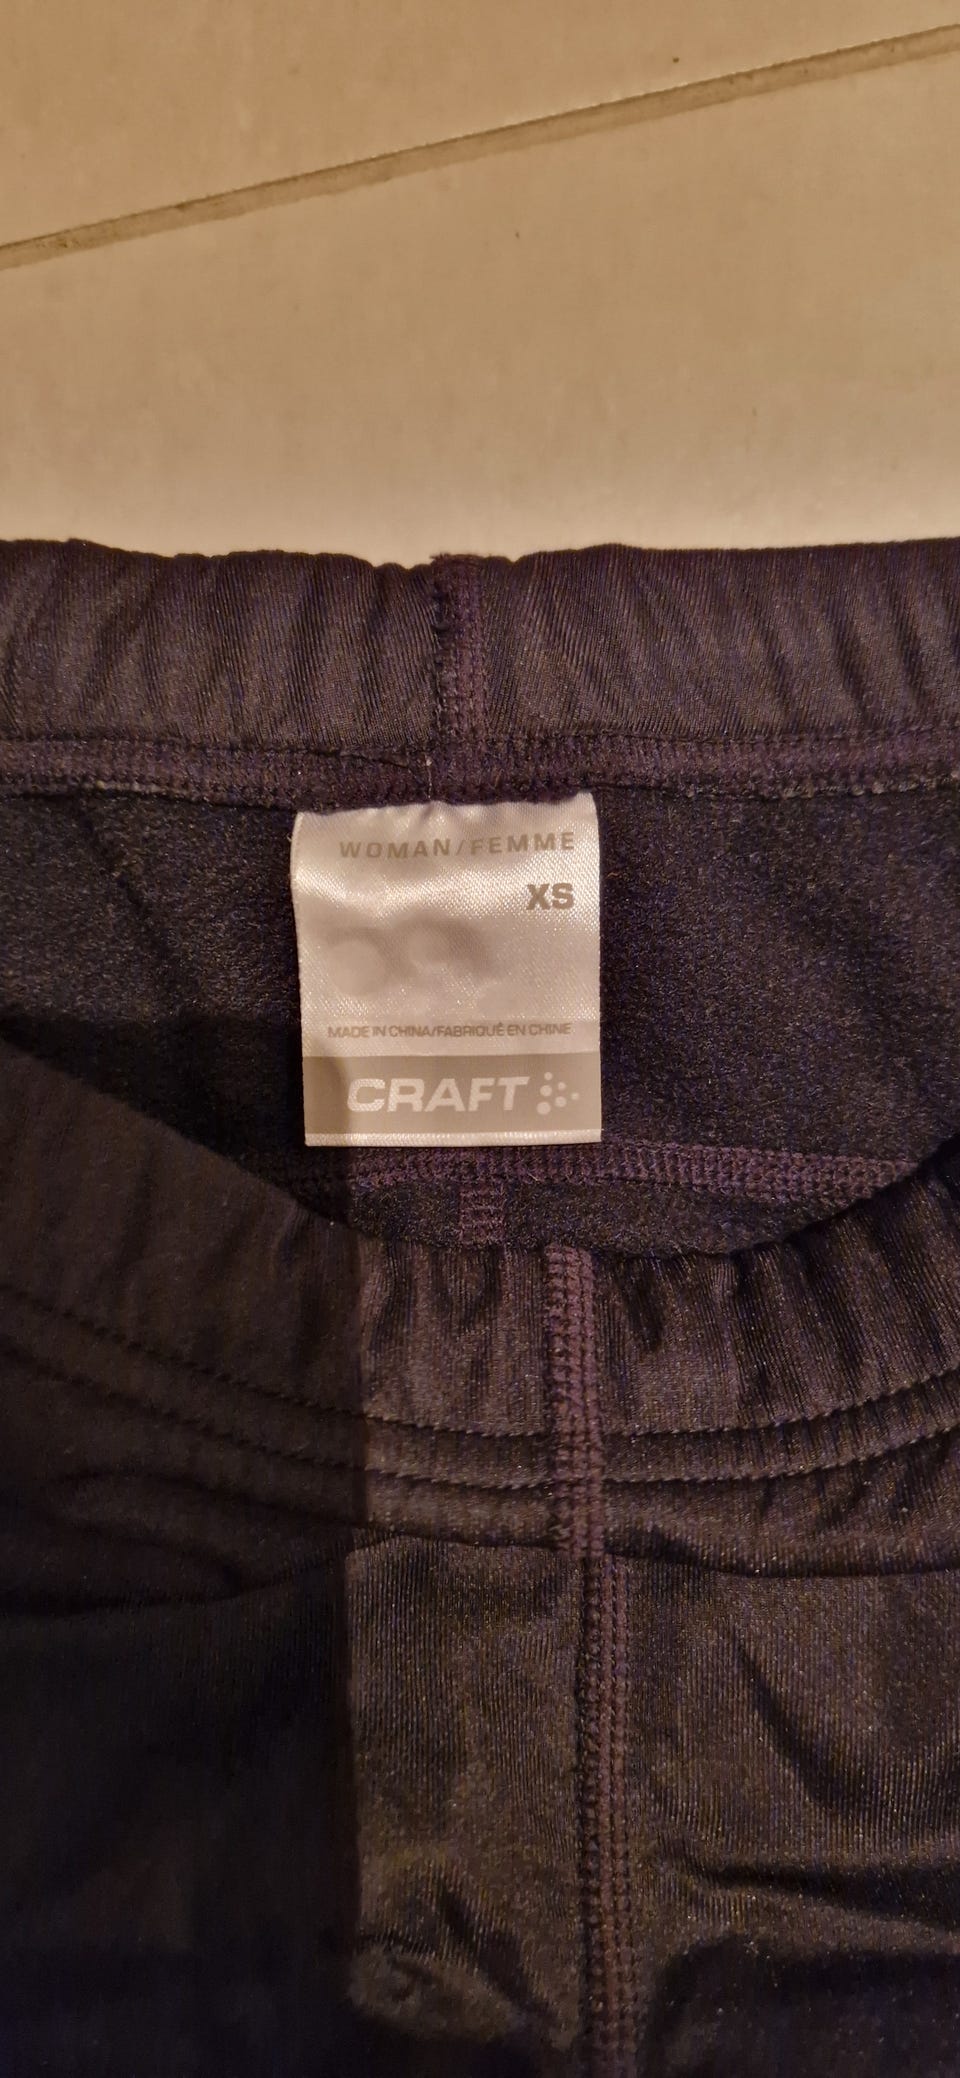 WOMAN/FEMME
XS
MADE IN CHINA/FABRIQUÉ EN CHINE
CRAFT